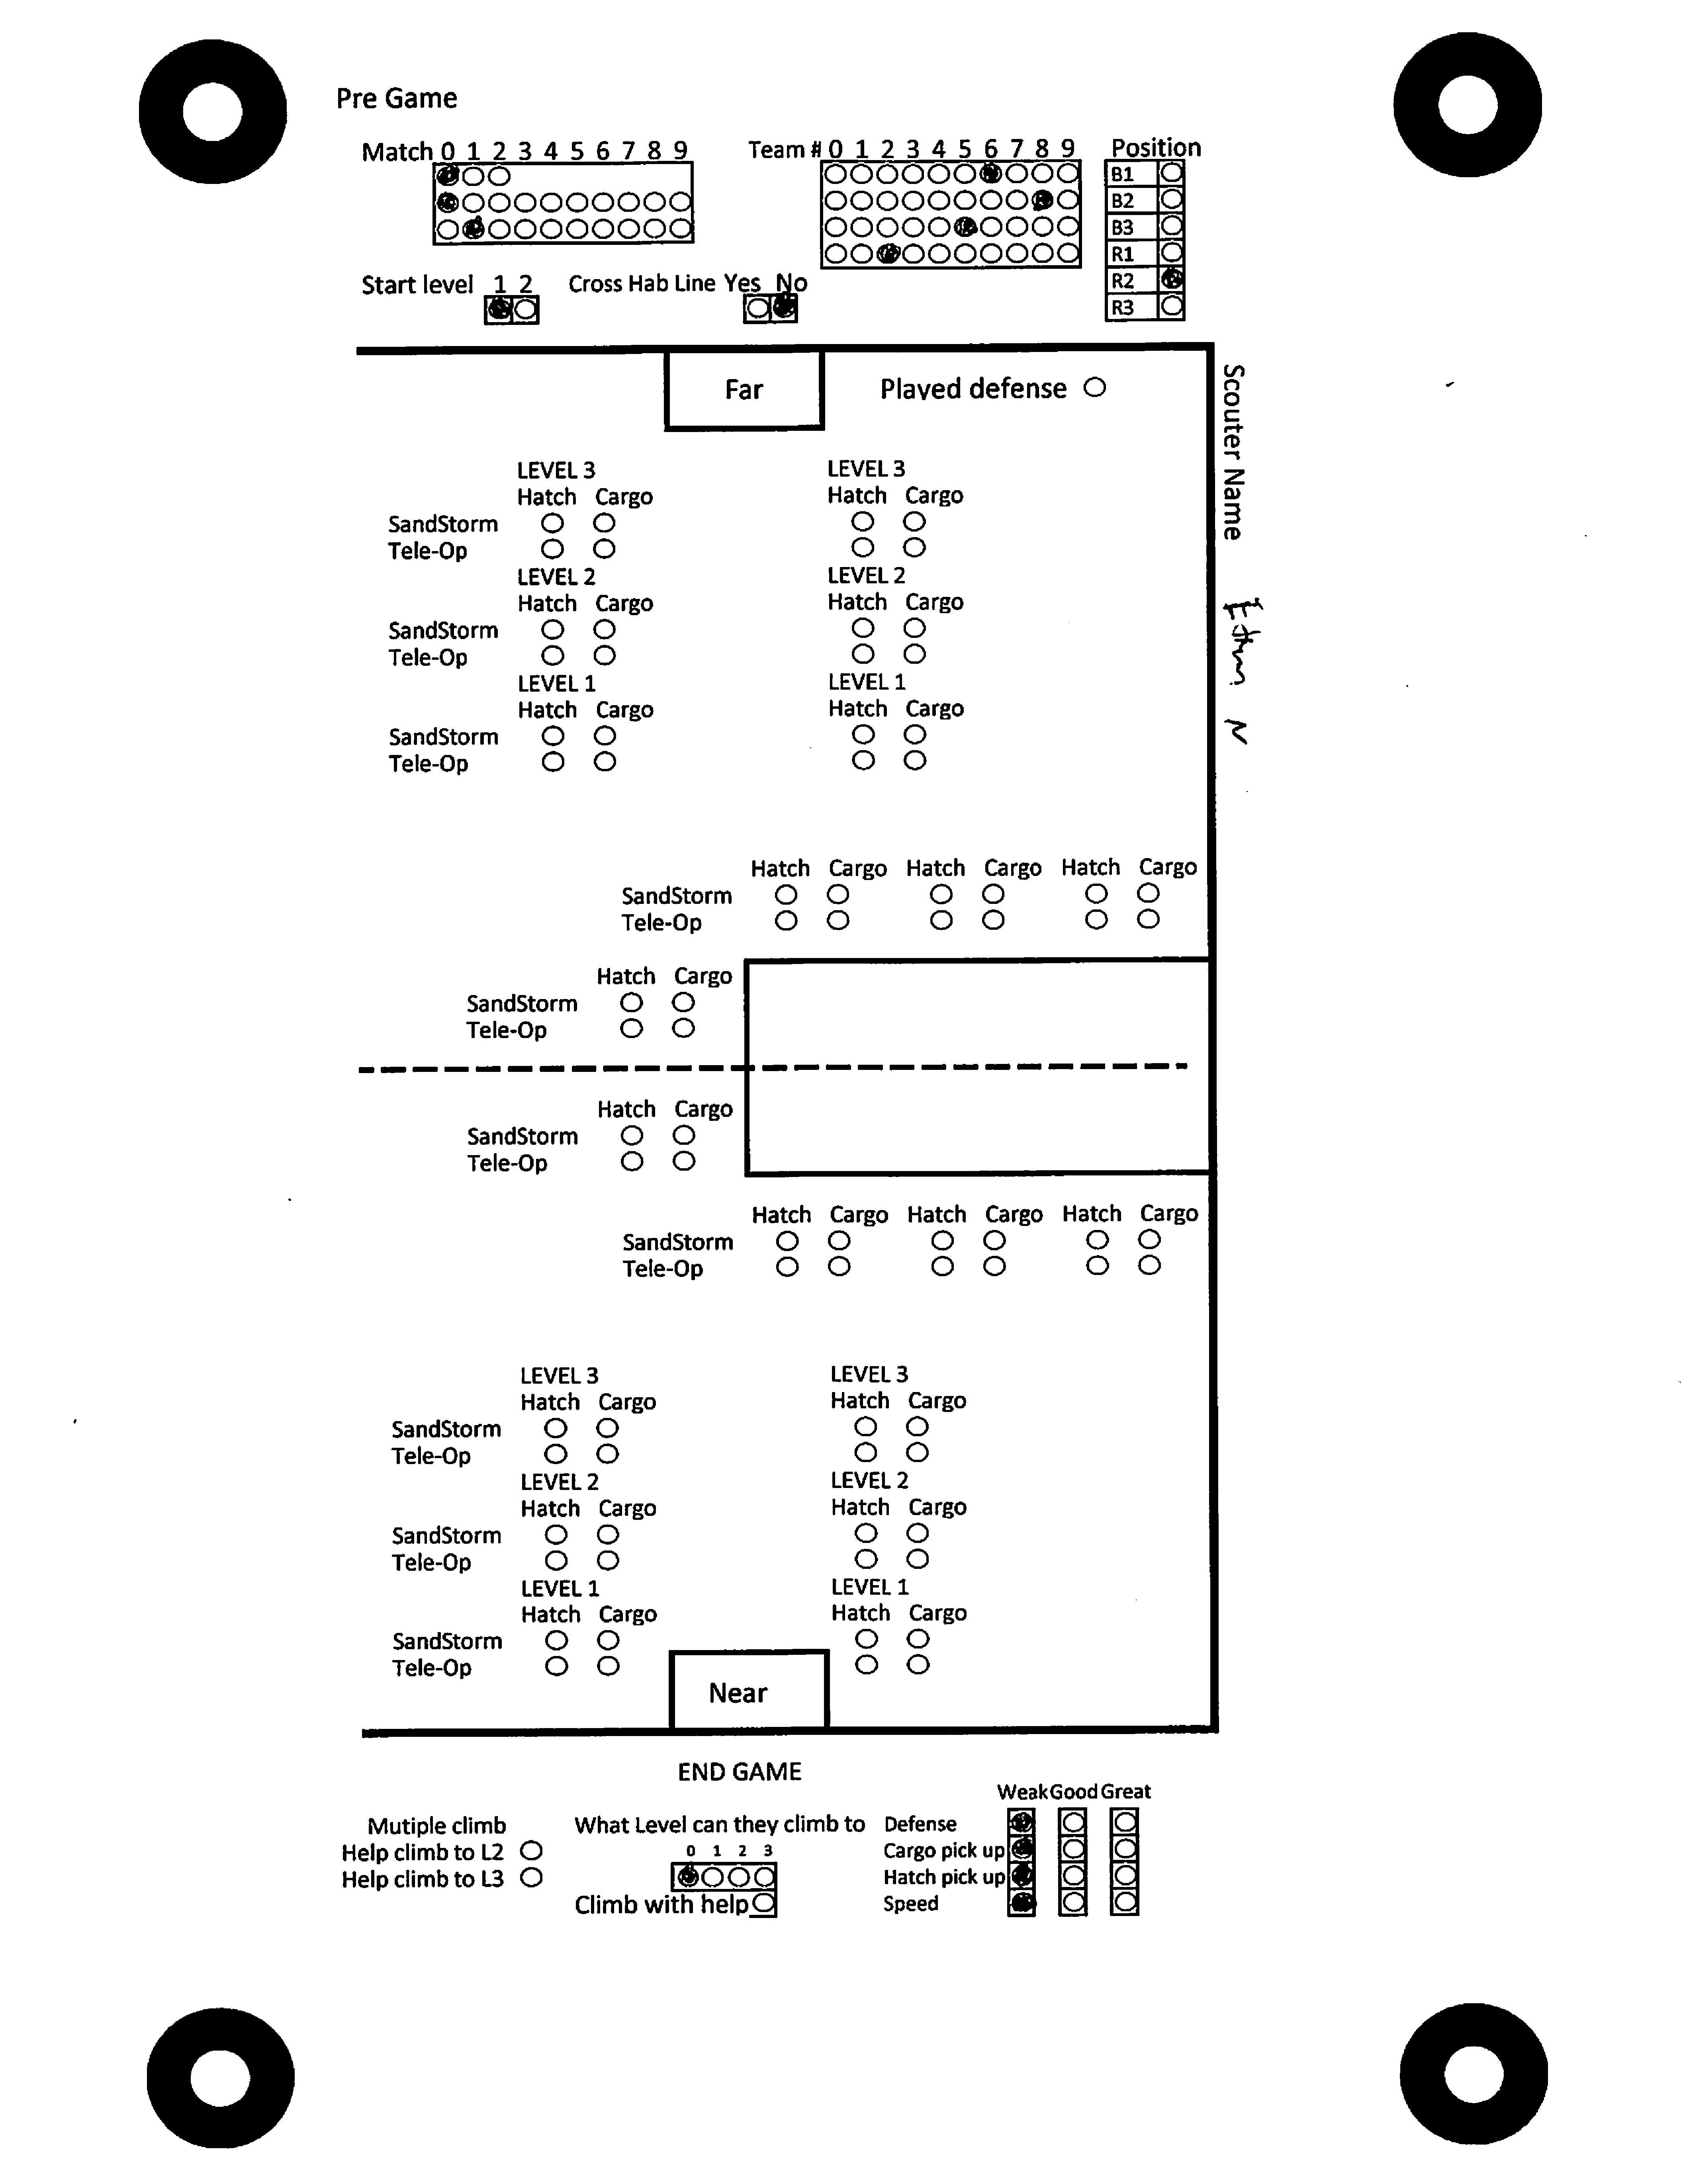 Pre Game
Match 0 1 2 3 4 5 6 7 8 9
Team # 0 1 2 3 4 5 6 7 8 9
Position
B1
B2
B3
R1
R2
R3
Start level 1 2
Cross Hab Line Yes No
Far
Played defense
Scouter Name
LEVEL 3 LEVEL 3
Hatch Cargo Hatch Cargo
SandStorm
Tele-Op
LEVEL 2 LEVEL 2
Hatch Cargo Hatch Cargo
SandStorm
Tele-Op
LEVEL 1 LEVEL 1
Hatch Cargo Hatch Cargo
SandStorm
Tele-Op
Hatch Cargo Hatch Cargo Hatch Cargo
SandStorm
Tele-Op
Hatch Cargo
SandStorm
Tele-Op
Hatch Cargo
SandStorm
Tele-Op
Hatch Cargo Hatch Cargo Hatch Cargo
SandStorm
Tele-Op
LEVEL 3 LEVEL 3
Hatch Cargo Hatch Cargo
SandStorm
Tele-Op
LEVEL 2 LEVEL 2
Hatch Cargo Hatch Cargo
SandStorm
Tele-Op
LEVEL 1 LEVEL 1
Hatch Cargo Hatch Cargo
SandStorm
Tele-Op
Near
END GAME
Mutiple climb
Help climb to L2
Help climb to L3
What Level can they climb to
0 1 2 3
Climb with help
Weak Good Great
Defense
Cargo pick up
Hatch pick up
Speed